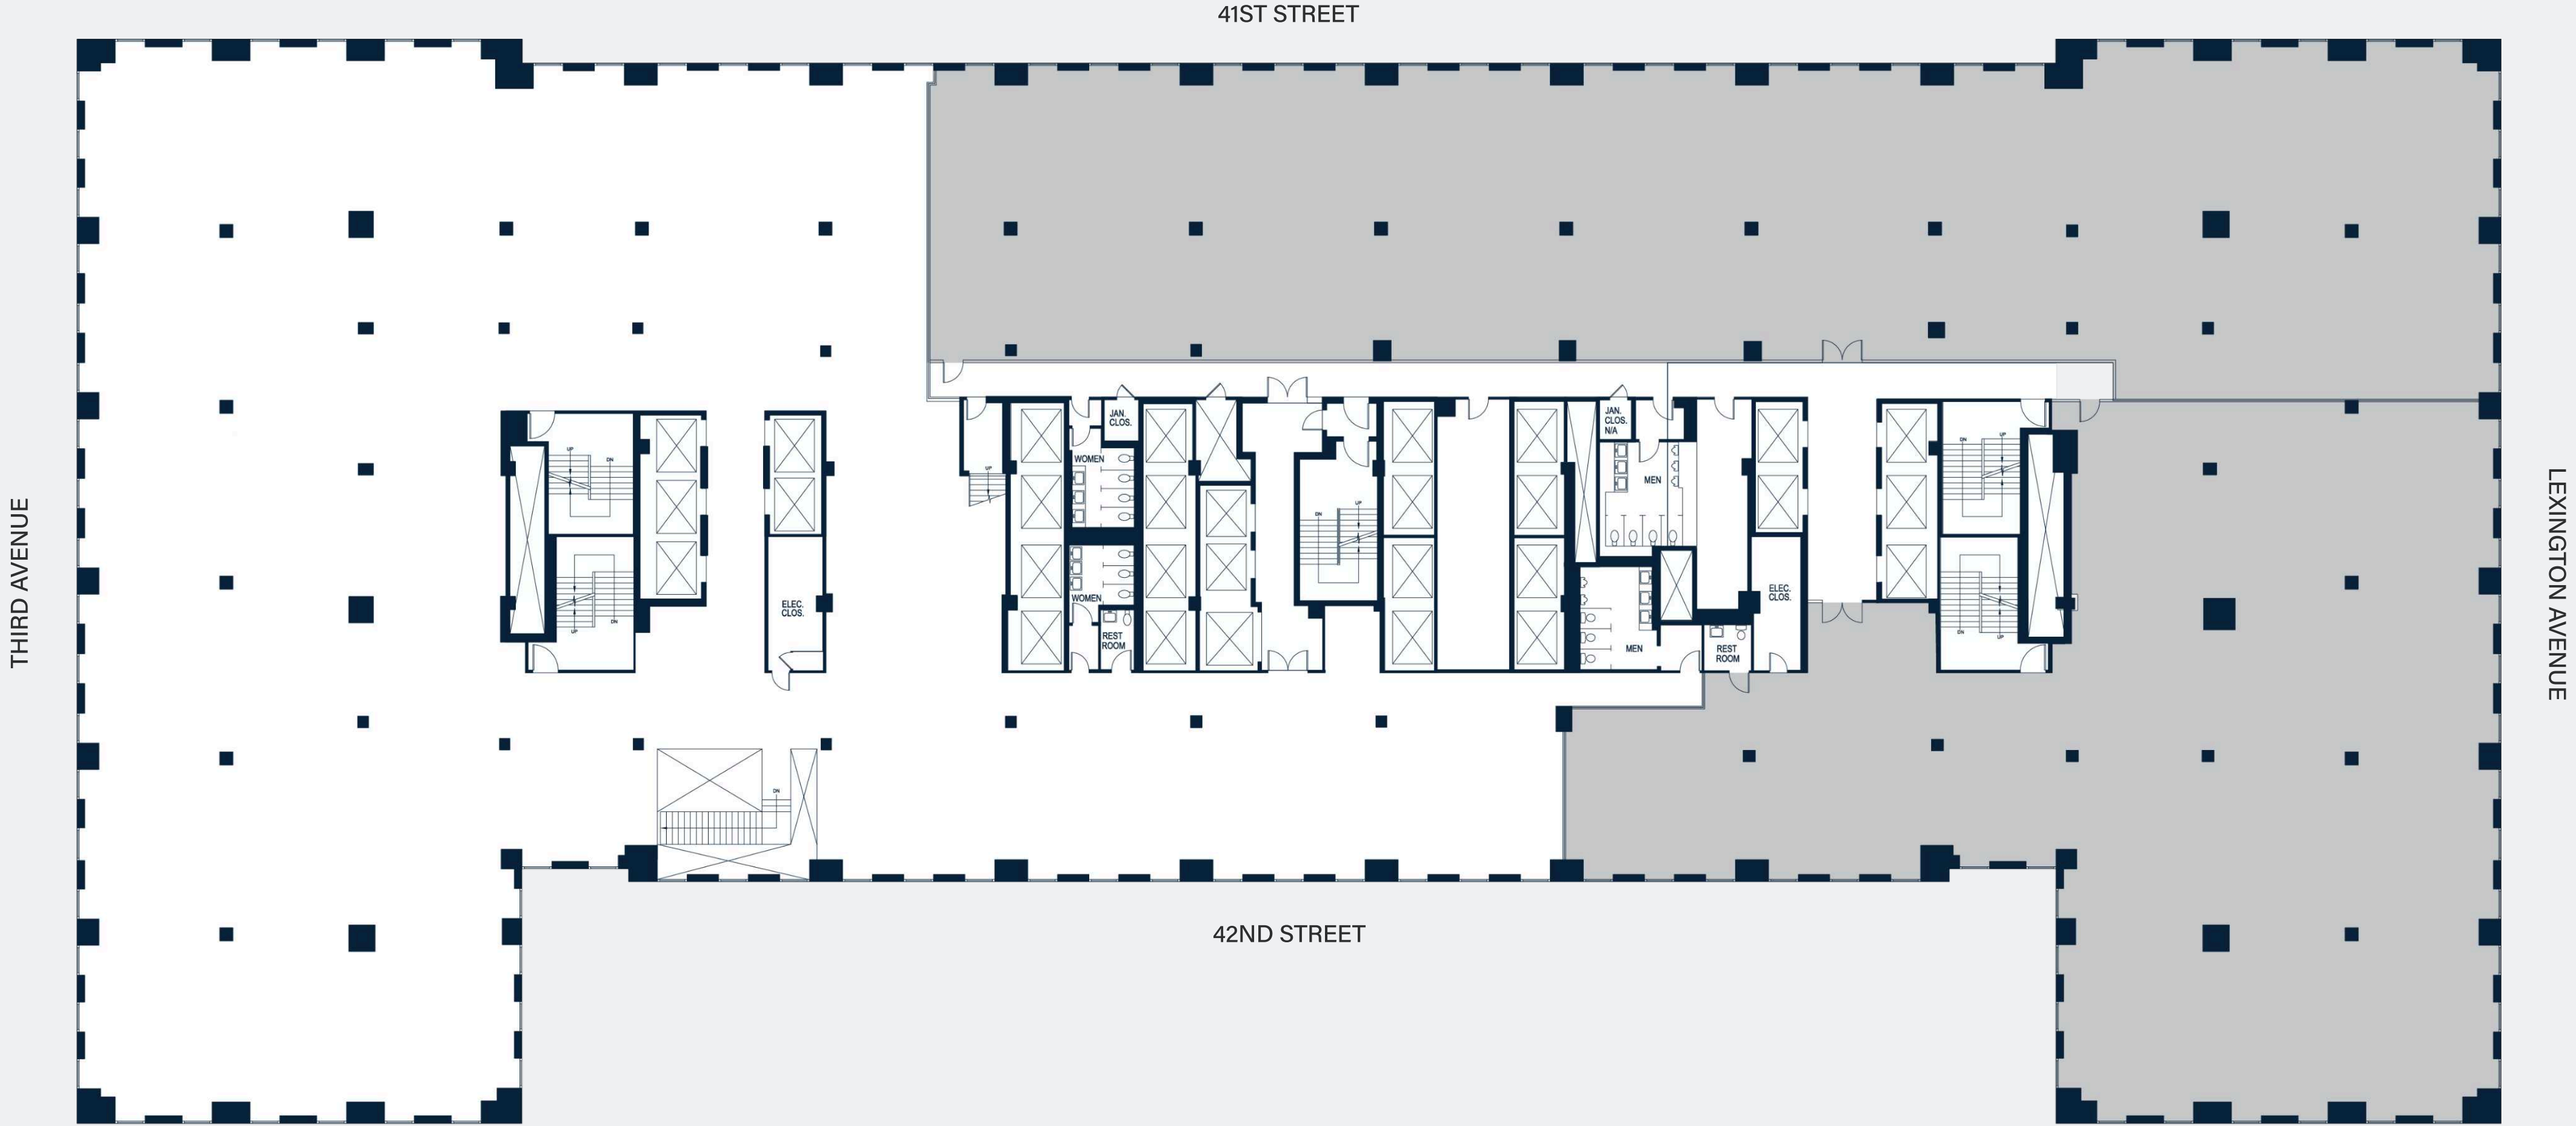 41ST STREET
THIRD AVENUE
LEXINGTON AVENUE
UP
DN
DN
UP
ELEC.
CLOS.
DN
UP
WOMEN
JAN.
CLOS.
WOMEN
REST
ROOM
DN
UP
JAN.
CLOS.
N/A
MEN
MEN
REST
ROOM
ELEC.
CLOS.
DN
UP
DN
UP
42ND STREET